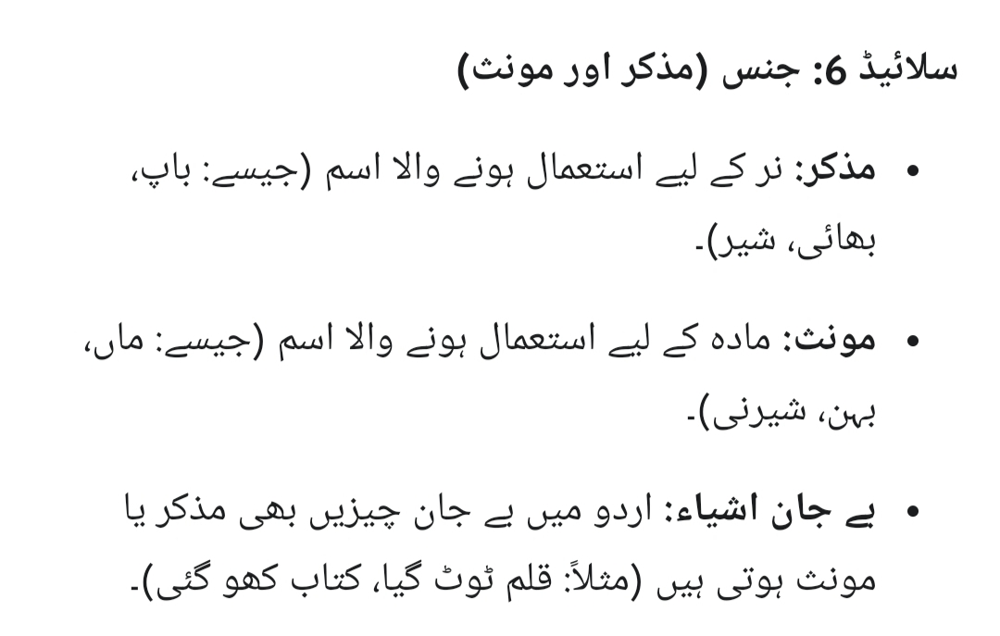 سلائیڈ 6: جنس (مذکر اور مونث)
• مذکر: نر کے لیے استعمال ہونے والا اسم (جیسے: باپ،
بھائی، شیر)۔
• مونث: مادہ کے لیے استعمال ہونے والا اسم (جیسے: ماں،
بہن، شیرنی)۔
• بے جان اشیاء: اردو میں بے جان چیزیں بھی مذکر یا
مونث ہوتی ہیں (مثلاً: قلم ٹوٹ گیا، کتاب کھو گئی)۔